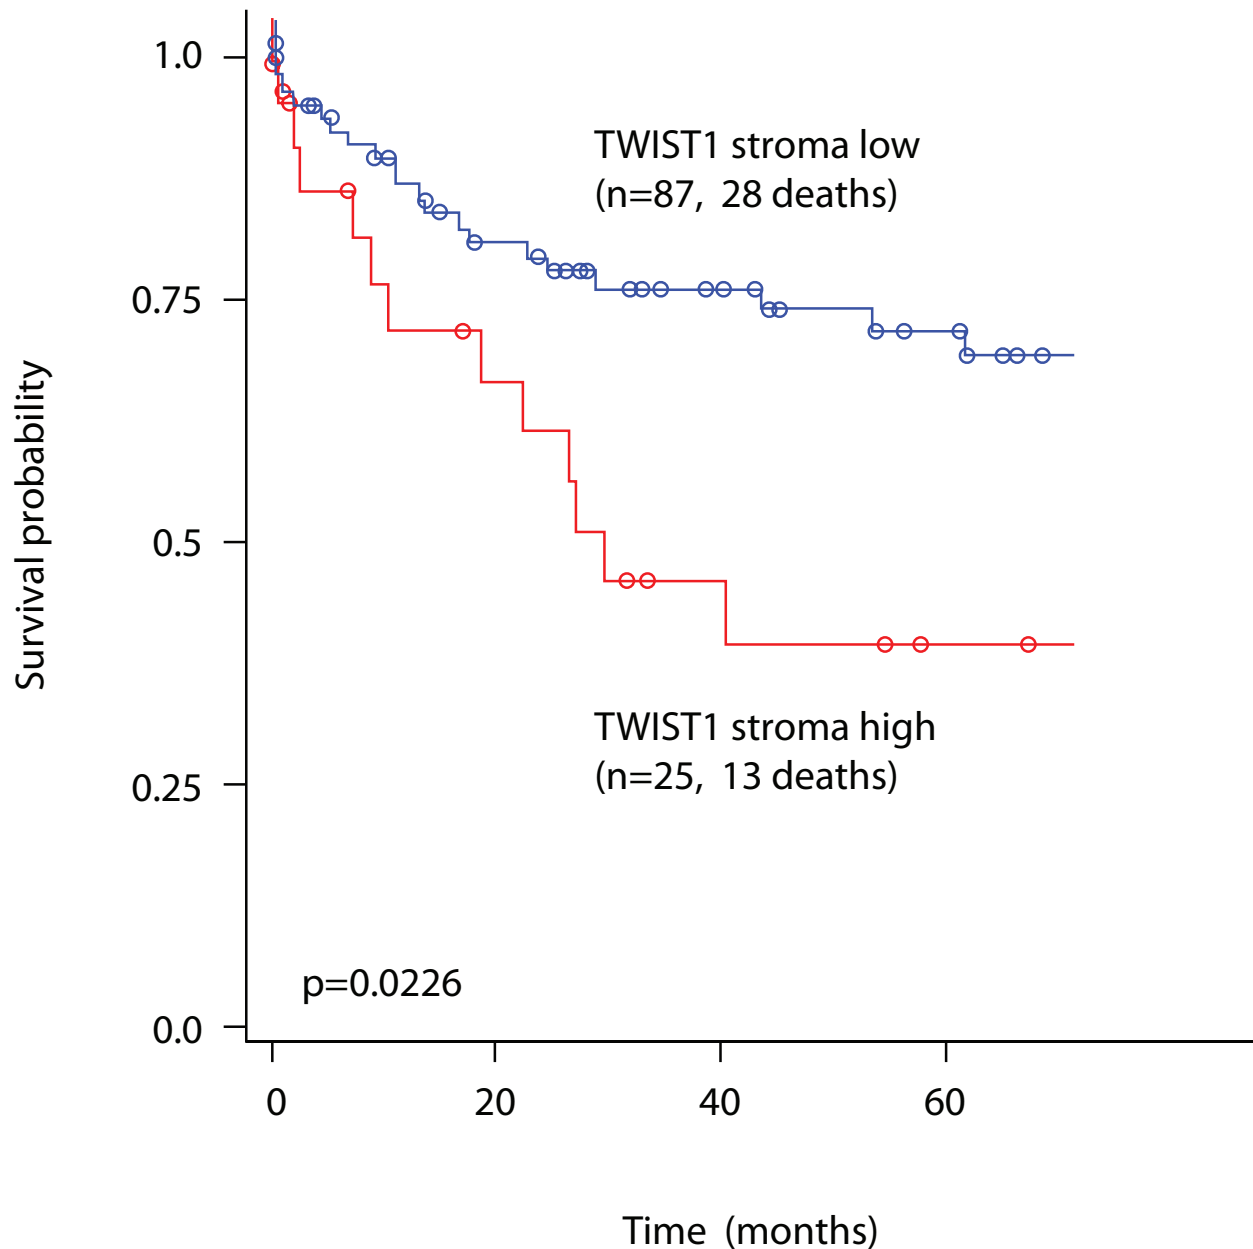 1.0
TWIST1 stroma low
(n=87, 28 deaths)
0.75
Survival probability
0.5
TWIST1 stroma high
(n=25, 13 deaths)
0.25
p=0.0226
0.0
0 20 40 60
Time (months)